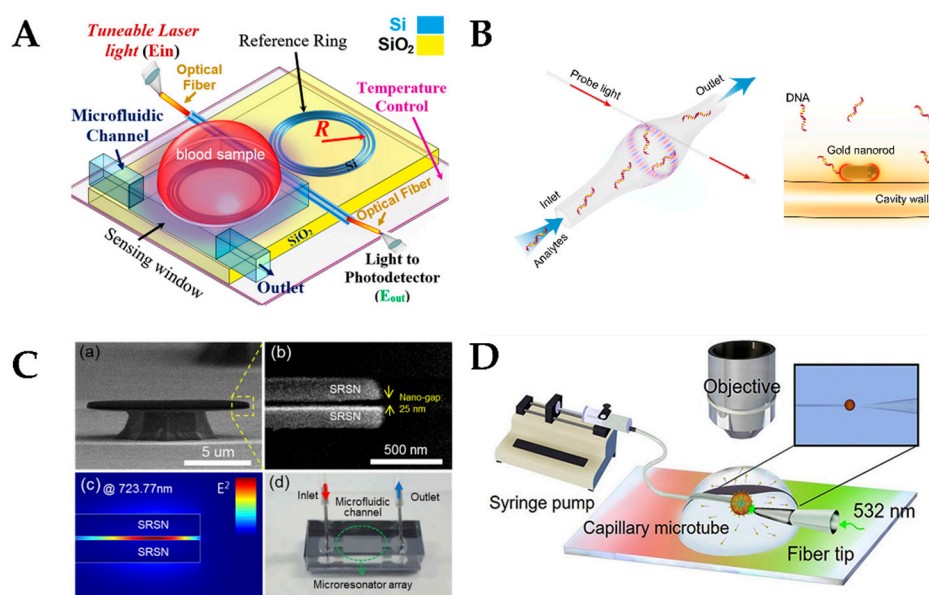 A
Tuneable Laser
light (Ein)
Optical
Fiber
Microfluidic
Channel
blood sample
Reference Ring
Si
SiO2
Temperature
Control
R
Si
SiO2
Optical Fiber
Sensing window
Outlet
Light to
Photodetector
(Eout)
B
Probe light
Outlet
Inlet
Analytes
DNA
Gold nanorod
Cavity wall
C
(a)
5 um
(b)
SRSN
SRSN
Nano-gap
25 nm
500 nm
(c)
@ 723.77nm
E2
SRSN
SRSN
(d)
Inlet
Outlet
Microfluidic
channel
Microresonator array
D
Objective
Syringe pump
Capillary microtube
532 nm
Fiber tip